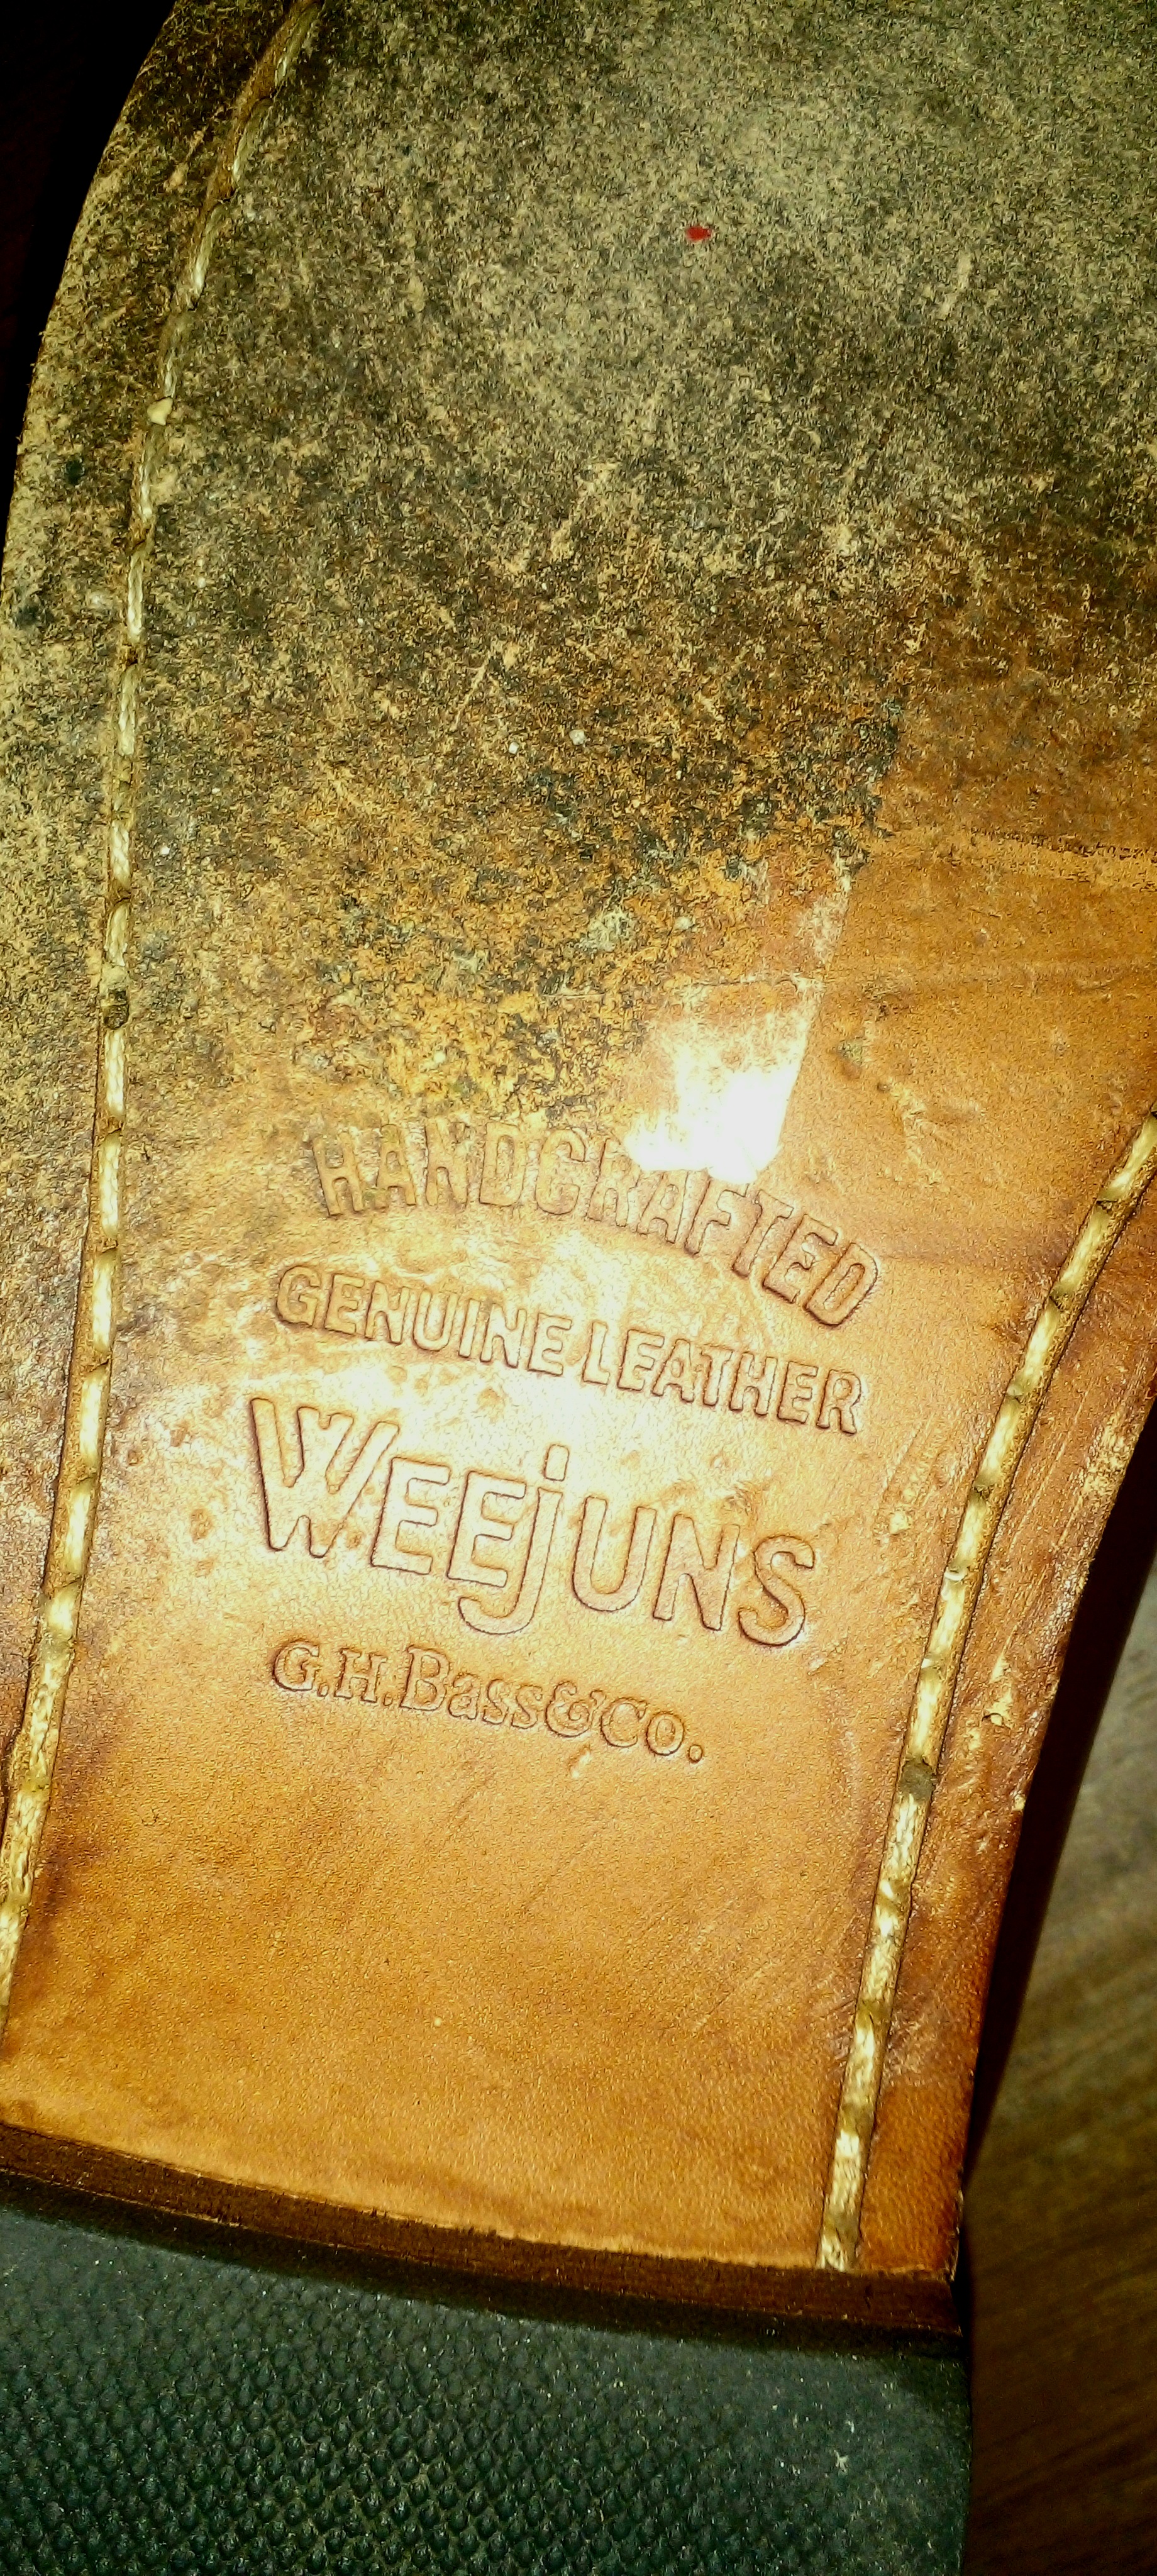 HANDCRAFTED
GENUINE LEATHER
WEEjUNS
G.H.Bass&Co.